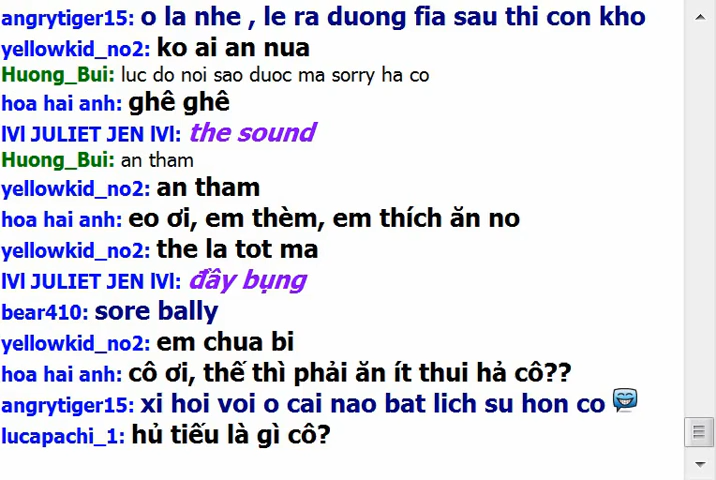 angrytiger15: o la nhe , le ra duong fia sau thi con kho
yellowkid_no2: ko ai an nua
Huong_Bui: luc do noi sao duoc ma sorry ha co
hoa hai anh: ghê ghê
lVl JULIET JEN lVl: the sound
Huong_Bui: an tham
yellowkid_no2: an tham
hoa hai anh: eo ơi, em thèm, em thích ăn no
yellowkid_no2: the la tot ma
lVl JULIET JEN lVl: đầy bụng
bear410: sore bally
yellowkid_no2: em chua bi
hoa hai anh: cô ơi, thế thì phải ăn ít thui hả cô??
angrytiger15: xi hoi voi o cai nao bat lich su hon co
lucapachi_1: hủ tiếu là gì cô?